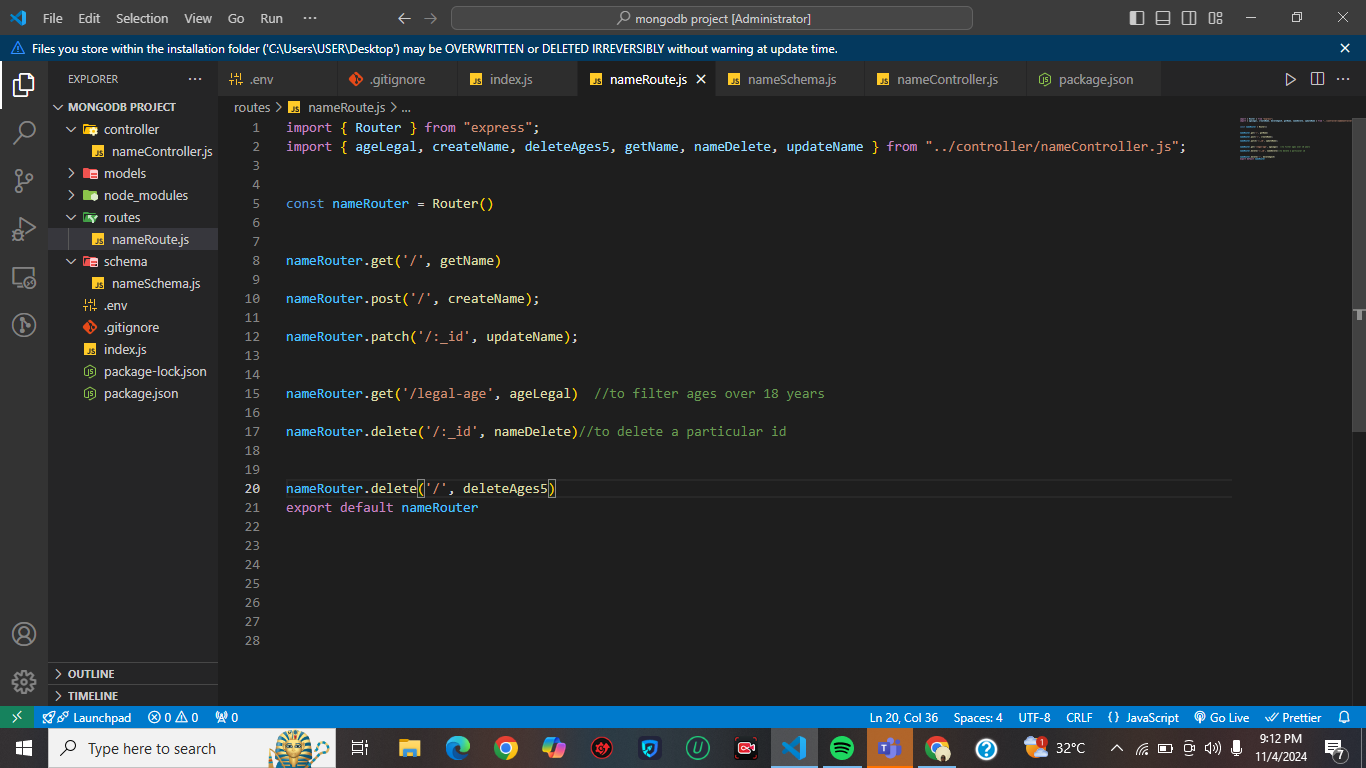 File Edit Selection View Go Run ··· mongodb project [Administrator]
Files you store within the installation folder ('C:\Users\USER\Desktop') may be OVERWRITTEN or DELETED IRREVERSIBLY without warning at update time.
EXPLORER ···
MONGODB PROJECT
controller
nameController.js
models
node_modules
routes
nameRoute.js
schema
nameSchema.js
.env
.gitignore
index.js
package-lock.json
package.json
OUTLINE
TIMELINE
.env .gitignore index.js nameRoute.js nameSchema.js nameController.js package.json ···
routes > nameRoute.js > ...
1 import { Router } from "express";
2 import { ageLegal, createName, deleteAges5, getName, nameDelete, updateName } from "../controller/nameController.js";
3
4
5 const nameRouter = Router()
6
7
8 nameRouter.get('/', getName)
9
10 nameRouter.post('/', createName);
11
12 nameRouter.patch('/:_id', updateName);
13
14
15 nameRouter.get('/legal-age', ageLegal)  //to filter ages over 18 years
16
17 nameRouter.delete('/:_id', nameDelete)//to delete a particular id
18
19
20 nameRouter.delete('/', deleteAges5)
21 export default nameRouter
22
23
24
25
26
27
28
Launchpad 0 0 0 Ln 20, Col 36 Spaces: 4 UTF-8 CRLF {} JavaScript Go Live Prettier
Type here to search 1 32°C 9:12 PM 7
11/4/2024